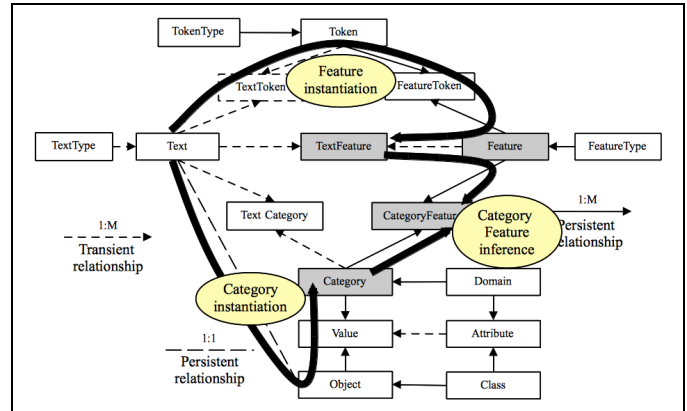 TokenType
Token
Feature
instantiation
TextToken
FeatureToken
TextType
Text
TextFeature
Feature
FeatureType
1:M
Transient
relationship
Text Category
CategoryFeatur
Category
Feature
inference
1:M
Persistent
relationship
Category
instantiation
Category
Domain
Value
Attribute
1:1
Persistent
relationship
Object
Class